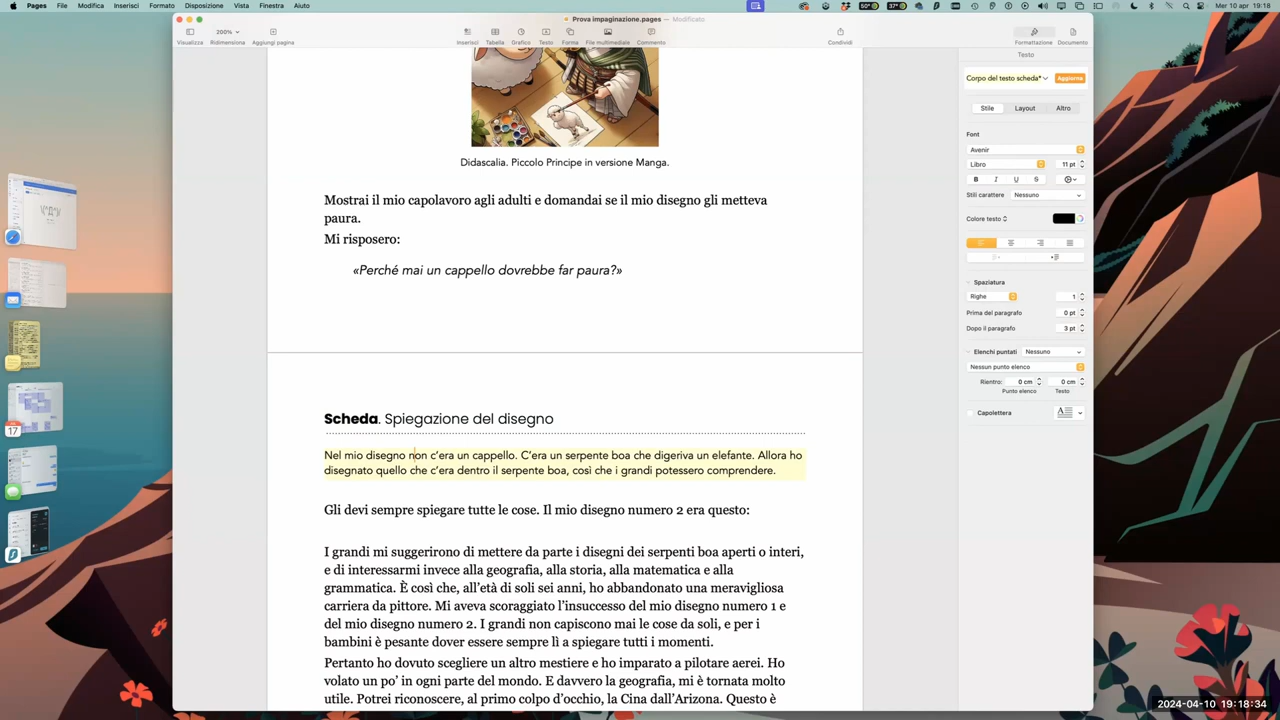 Pages File Modifica Inserisci Formato Disposizione Vista Finestra Aiuto
50° 37° Mer 10 apr 19:18
Prova impaginazione.pages — Modificato
200%
Visualizza Ridimensiona Aggiungi pagina Inserisci Tabella Grafico Testo Forma File multimediale Commento Condividi Formattazione Documento
Testo
Corpo del testo scheda* Aggiorna
Stile Layout Altro
Font
Avenir
Libro 11 pt
B I U S
Stili carattere Nessuno
Colore testo
Spaziatura
Righe 1
Prima del paragrafo 0 pt
Dopo il paragrafo 3 pt
Elenchi puntati Nessuno
Nessun punto elenco
Rientro: 0 cm 0 cm
Punto elenco Testo
Capolettera
Didascalia. Piccolo Principe in versione Manga.
Mostrai il mio capolavoro agli adulti e domandai se il mio disegno gli metteva
paura.
Mi risposero:
«Perché mai un cappello dovrebbe far paura?»
Scheda. Spiegazione del disegno
Nel mio disegno non c’era un cappello. C’era un serpente boa che digeriva un elefante. Allora ho
disegnato quello che c’era dentro il serpente boa, così che i grandi potessero comprendere.
Gli devi sempre spiegare tutte le cose. Il mio disegno numero 2 era questo:
I grandi mi suggerirono di mettere da parte i disegni dei serpenti boa aperti o interi,
e di interessarmi invece alla geografia, alla storia, alla matematica e alla
grammatica. È così che, all’età di soli sei anni, ho abbandonato una meravigliosa
carriera da pittore. Mi aveva scoraggiato l’insuccesso del mio disegno numero 1 e
del mio disegno numero 2. I grandi non capiscono mai le cose da soli, e per i
bambini è pesante dover essere sempre lì a spiegare tutti i momenti.
Pertanto ho dovuto scegliere un altro mestiere e ho imparato a pilotare aerei. Ho
volato un po’ in ogni parte del mondo. E davvero la geografia, mi è tornata molto
utile. Potrei riconoscere, al primo colpo d’occhio, la Cina dall’Arizona. Questo è
17
2024-04-10 19:18:34